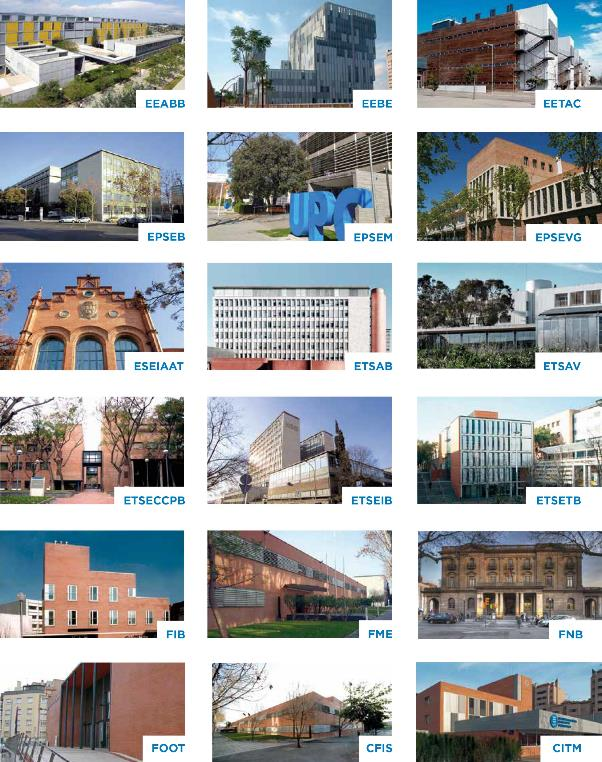 EEABB
EEBE
EETAC
EPSEB
UPC
EPSEM
EPSEVG
ESEIAAT
ETSAB
ETSAV
ETSECCPB
ETSEIB
ETSETB
FIB
FME
FNB
FOOT
CFIS
CITM